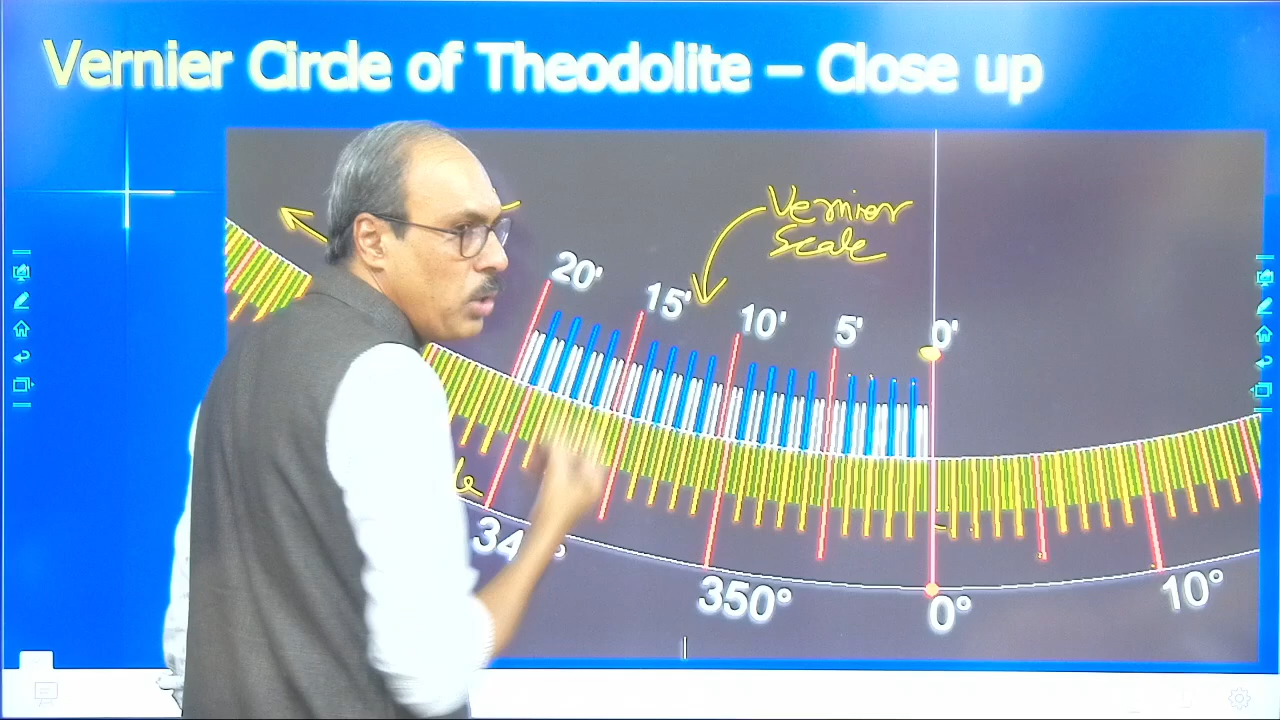 Vernier Circle of Theodolite – Close up
Vernier
Scale
20'
15'
10'
5'
0'
350°
0°
10°